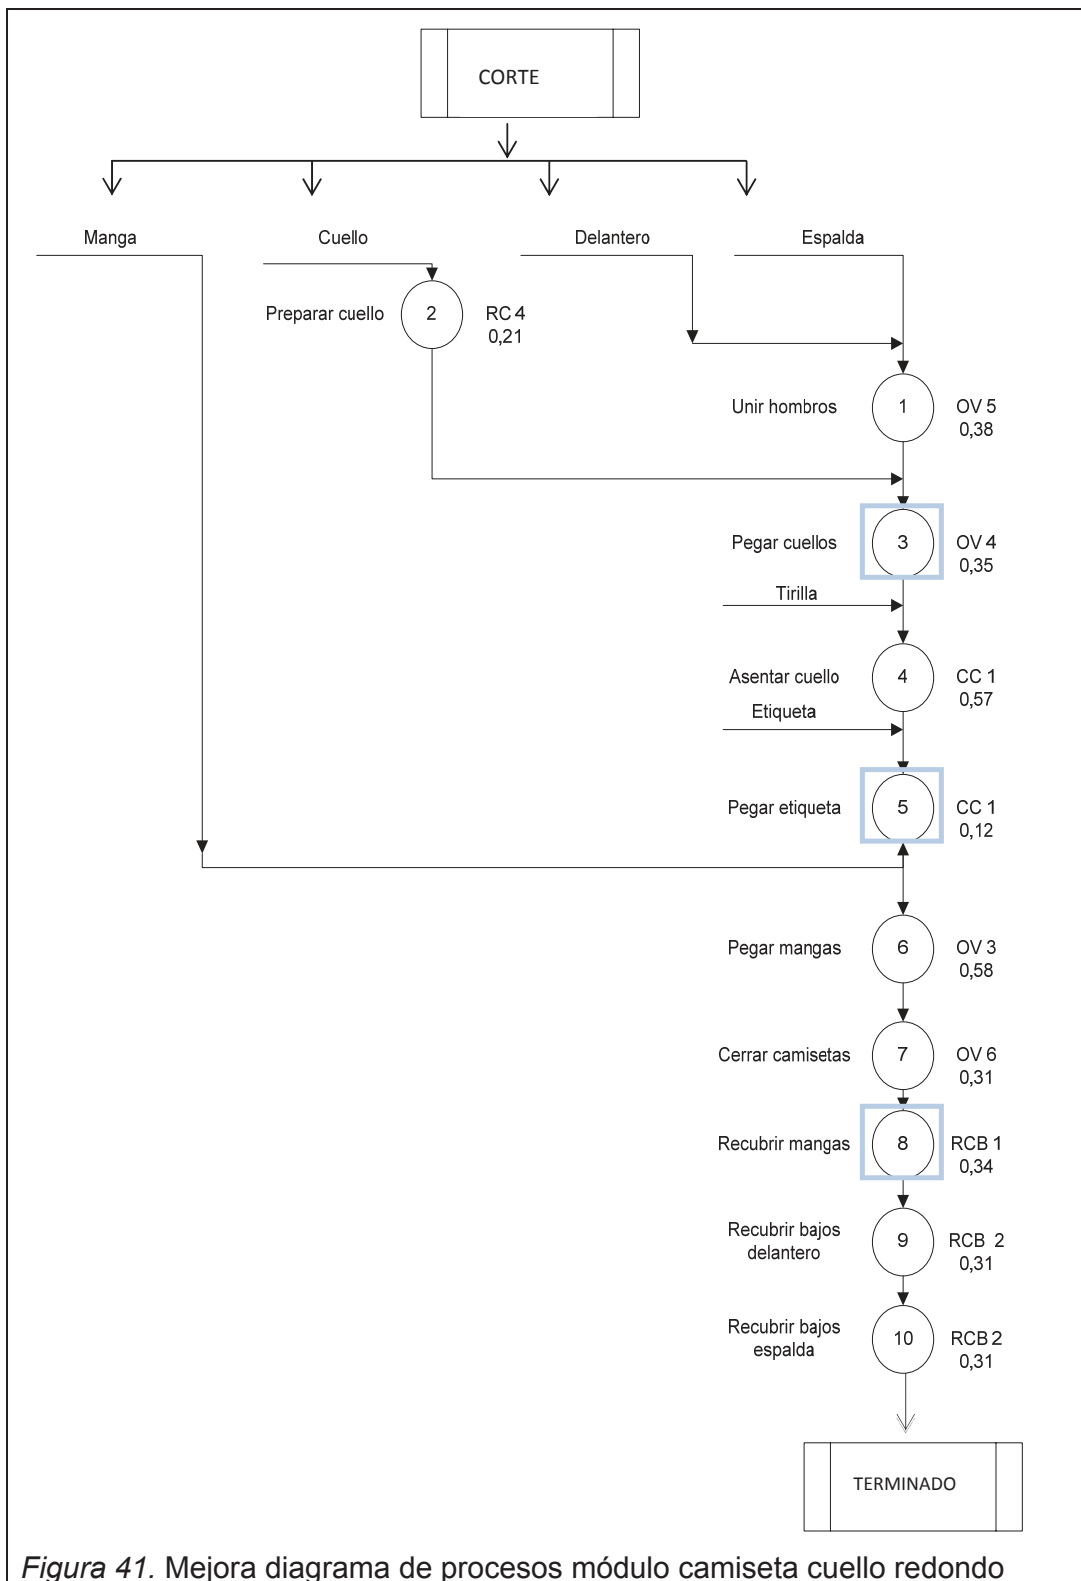 CORTE
Manga
Cuello
Delantero
Espalda
Preparar cuello
2
RC 4
0,21
Unir hombros
1
OV 5
0,38
Pegar cuellos
3
OV 4
0,35
Tirilla
Asentar cuello
4
CC 1
0,57
Etiqueta
Pegar etiqueta
5
CC 1
0,12
Pegar mangas
6
OV 3
0,58
Cerrar camisetas
7
OV 6
0,31
Recubrir mangas
8
RCB 1
0,34
Recubrir bajos
delantero
9
RCB 2
0,31
Recubrir bajos
espalda
10
RCB 2
0,31
TERMINADO
Figura 41. Mejora diagrama de procesos módulo camiseta cuello redondo